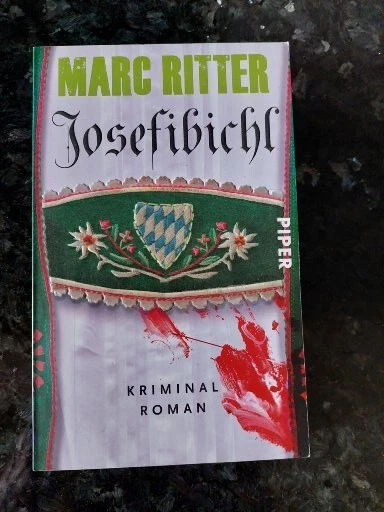 MARC RITTER
Josefibichl
PIPER
KRIMINAL
ROMAN